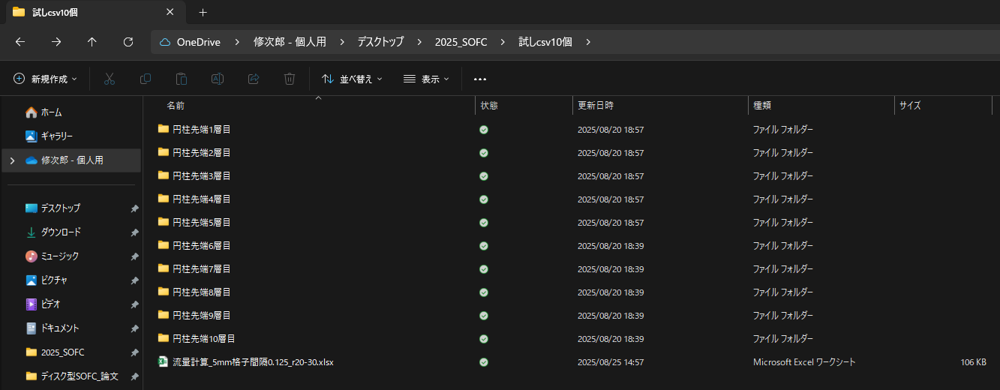 試しcsv10個
OneDrive 修次郎 - 個人用 デスクトップ 2025_SOFC 試しcsv10個
新規作成 並べ替え 表示
名前 状態 更新日時 種類 サイズ
ホーム
ギャラリー
修次郎 - 個人用
デスクトップ
ダウンロード
ミュージック
ピクチャ
ビデオ
ドキュメント
2025_SOFC
ディスク型SOFC_論文
円柱先端1層目 2025/08/20 18:57 ファイル フォルダー
円柱先端2層目 2025/08/20 18:57 ファイル フォルダー
円柱先端3層目 2025/08/20 18:57 ファイル フォルダー
円柱先端4層目 2025/08/20 18:57 ファイル フォルダー
円柱先端5層目 2025/08/20 18:57 ファイル フォルダー
円柱先端6層目 2025/08/20 18:39 ファイル フォルダー
円柱先端7層目 2025/08/20 18:39 ファイル フォルダー
円柱先端8層目 2025/08/20 18:39 ファイル フォルダー
円柱先端9層目 2025/08/20 18:39 ファイル フォルダー
円柱先端10層目 2025/08/20 18:39 ファイル フォルダー
流量計算_5mm格子間隔0.125_r20-30.xlsx 2025/08/25 14:57 Microsoft Excel ワークシート 106 KB